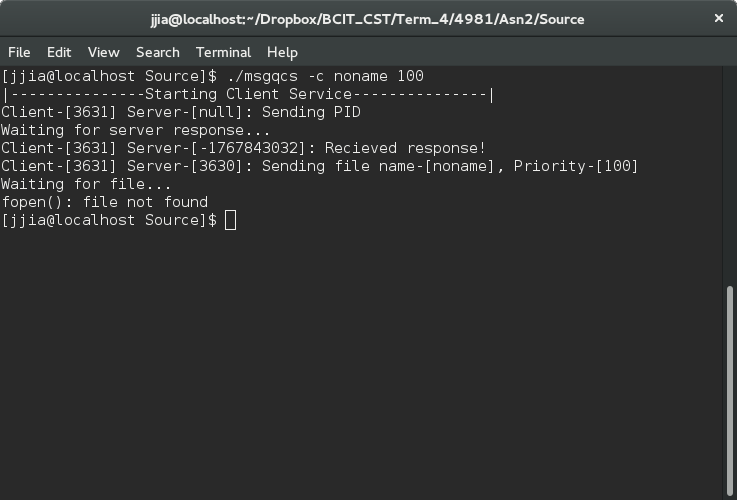 jjia@localhost:~/Dropbox/BCIT_CST/Term_4/4981/Asn2/Source
File Edit View Search Terminal Help
[jjia@localhost Source]$ ./msgqcs -c noname 100
|---------------Starting Client Service---------------|
Client-[3631] Server-[null]: Sending PID
Waiting for server response...
Client-[3631] Server-[-1767843032]: Recieved response!
Client-[3631] Server-[3630]: Sending file name-[noname], Priority-[100]
Waiting for file...
fopen(): file not found
[jjia@localhost Source]$